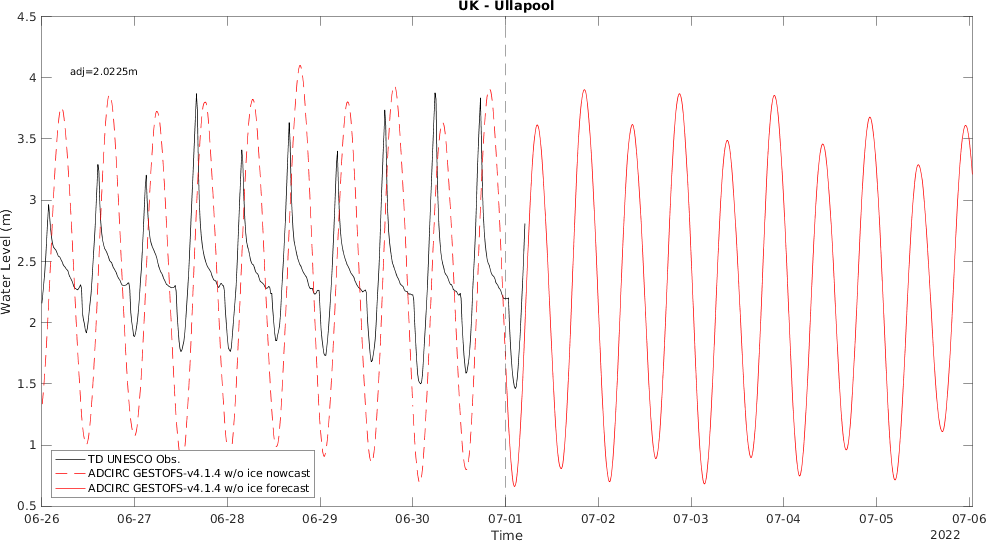 UK - Ullapool
4.5
4
3.5
3
2.5
2
1.5
1
0.5
Water Level (m)
adj=2.0225m
TD UNESCO Obs.
ADCIRC GESTOFS-v4.1.4 w/o ice nowcast
ADCIRC GESTOFS-v4.1.4 w/o ice forecast
06-26 06-27 06-28 06-29 06-30 07-01 07-02 07-03 07-04 07-05 07-06
Time
2022